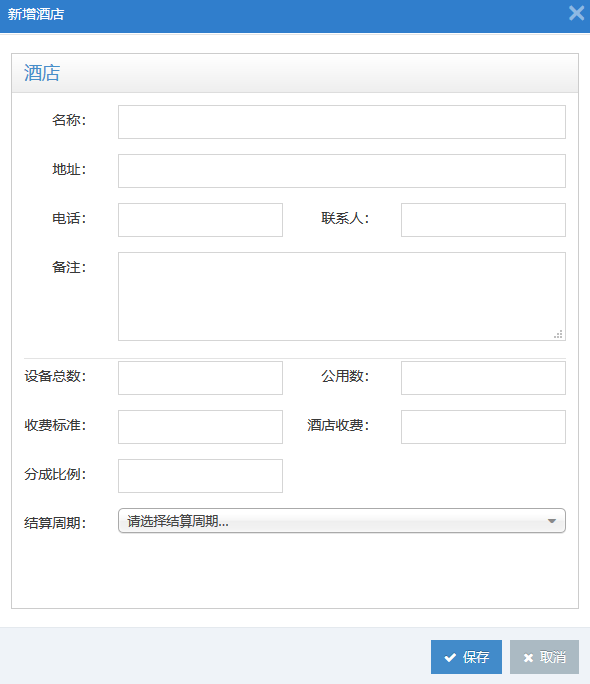 新增酒店
酒店
名称：
地址：
电话：
联系人：
备注：
设备总数：
公用数：
收费标准：
酒店收费：
分成比例：
结算周期：
请选择结算周期...
保存
取消